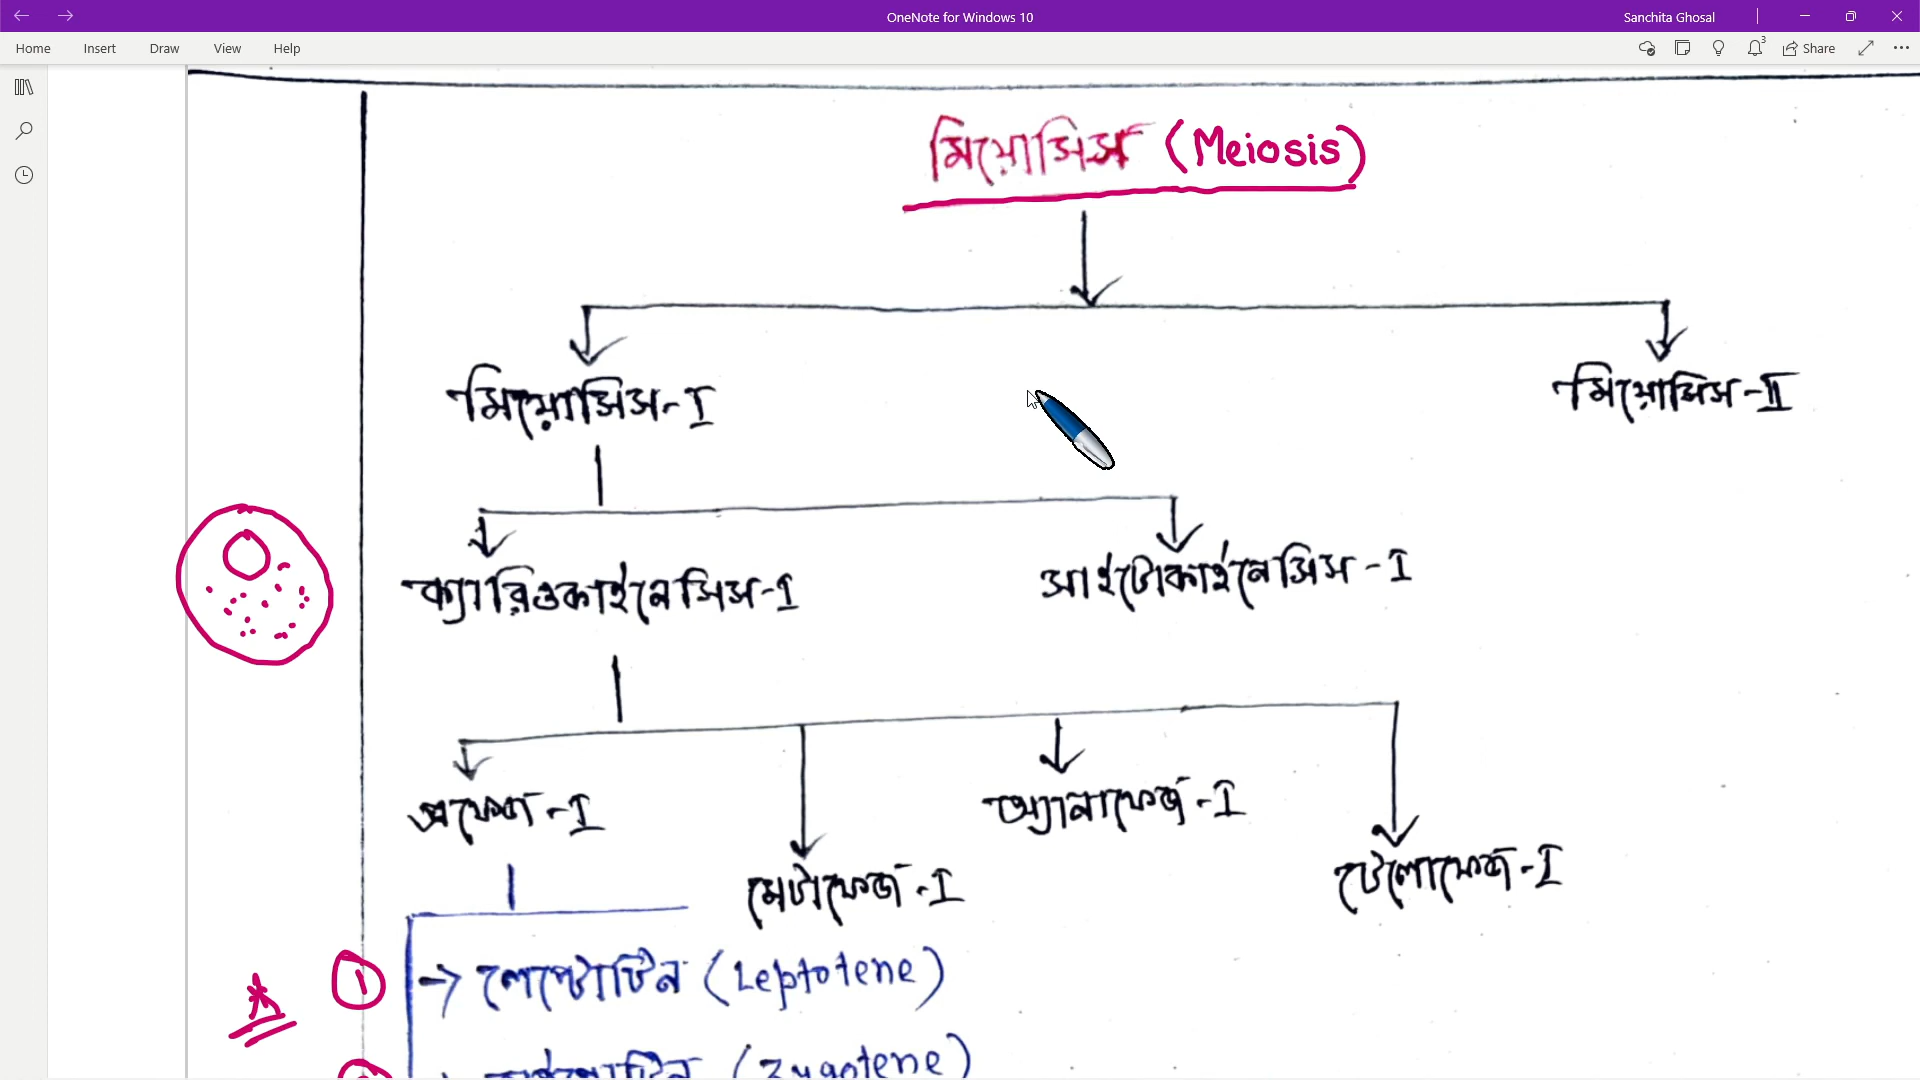 OneNote for Windows 10
Sanchita Ghosal
Home Insert Draw View Help
3
Share
মিয়োসিস (Meiosis)
মিয়োসিস-I
মিয়োসিস-II
ক্যারিওকাইনেসিস-I
সাইটোকাইনেসিস-I
প্রফেজ-I
অ্যানাফেজ-I
মেটাফেজ-I
টেলোফেজ-I
1
→ লেপ্টোটিন (Leptotene)
(Zygotene)